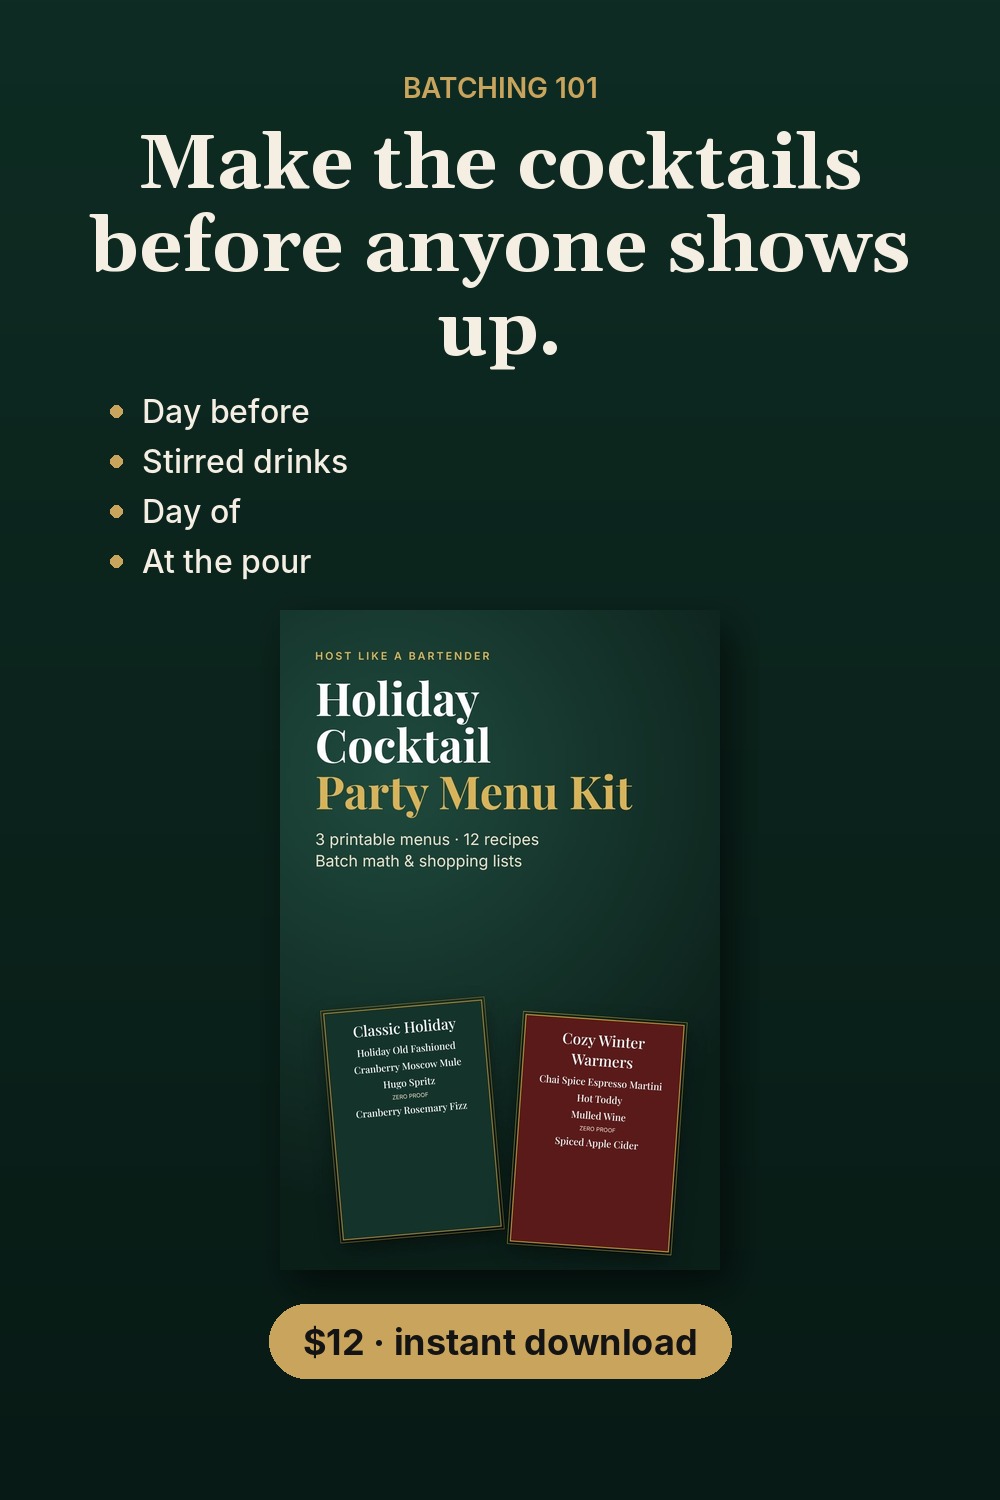 BATCHING 101
Make the cocktails
before anyone shows
up.
Day before
Stirred drinks
Day of
At the pour
HOST LIKE A BARTENDER
Holiday
Cocktail
Party Menu Kit
3 printable menus · 12 recipes
Batch math & shopping lists
Classic Holiday
Holiday Old Fashioned
Cranberry Moscow Mule
Hugo Spritz
ZERO PROOF
Cranberry Rosemary Fizz
Cozy Winter
Warmers
Chai Spice Espresso Martini
Hot Toddy
Mulled Wine
ZERO PROOF
Spiced Apple Cider
$12 · instant download